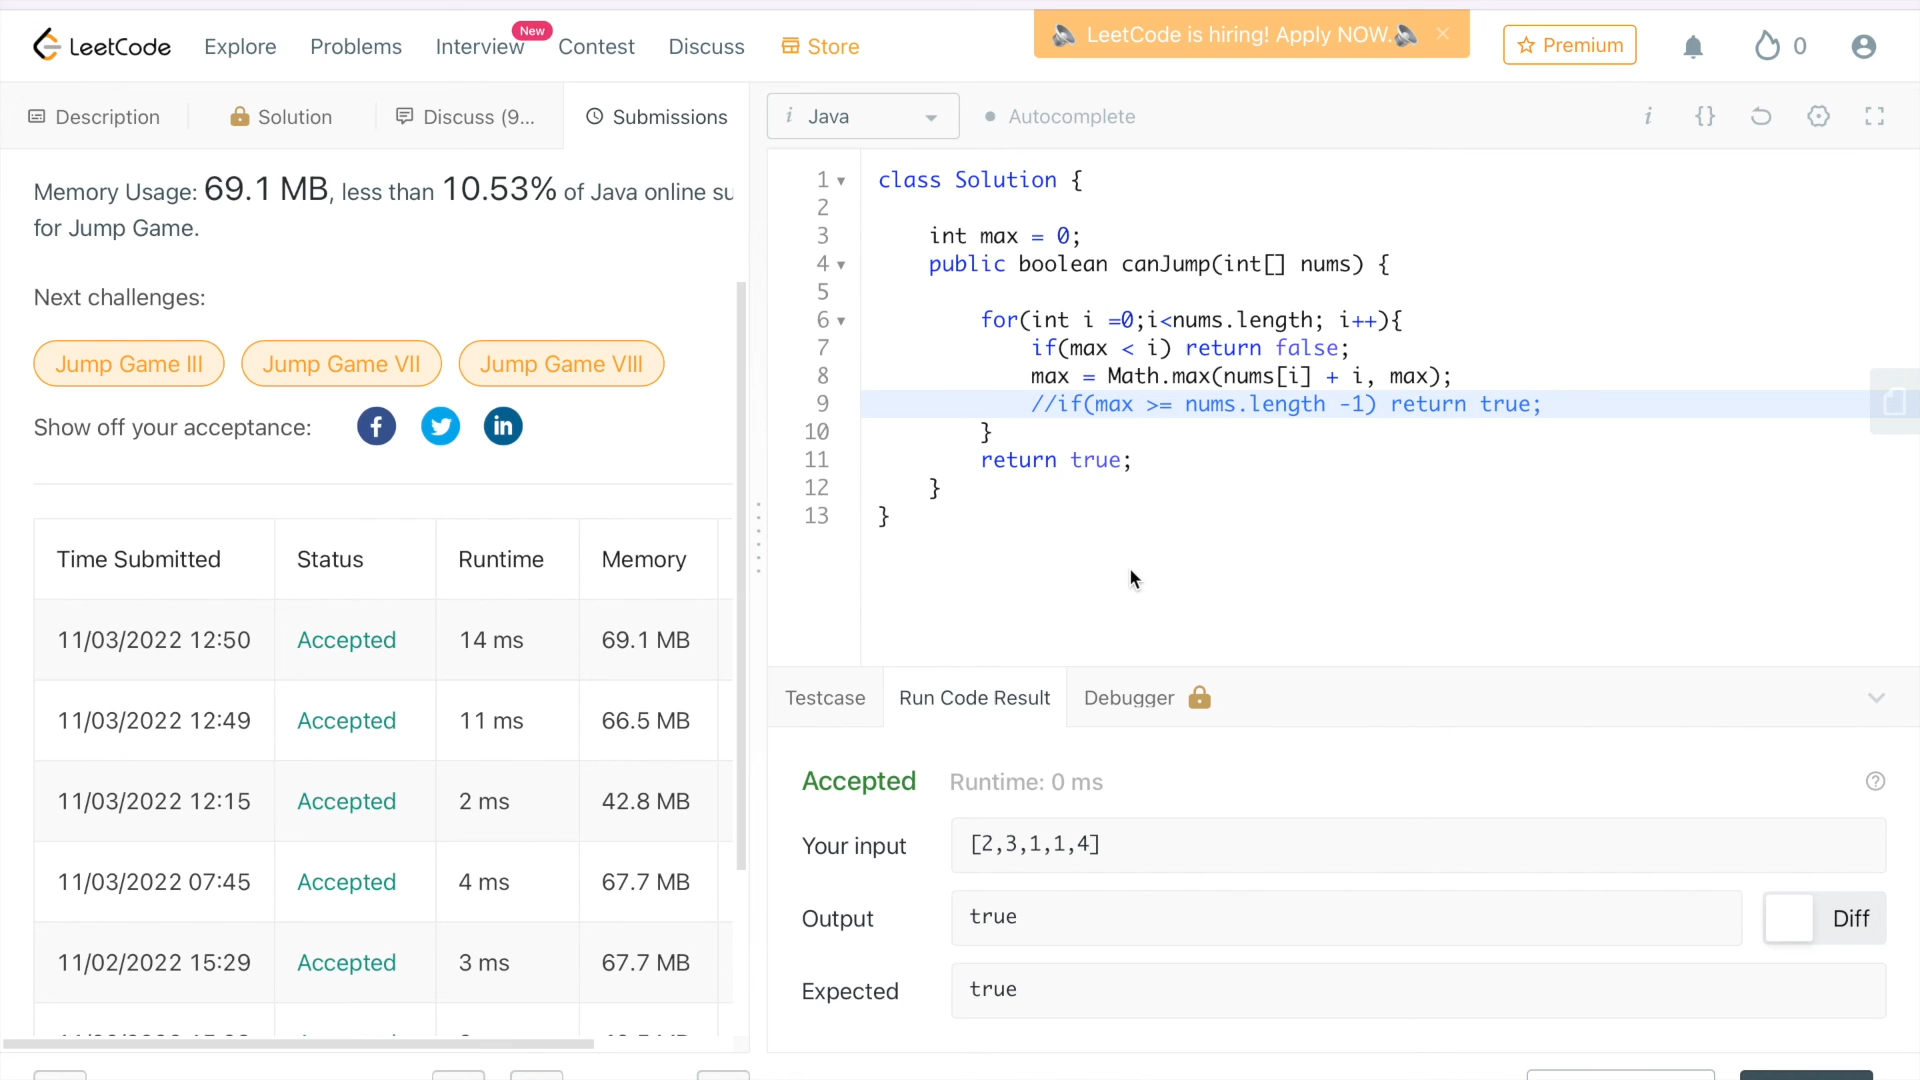 LeetCode Explore Problems Interview New Contest Discuss Store LeetCode is hiring! Apply NOW. × Premium 0
Description Solution Discuss (9... Submissions
Memory Usage: 69.1 MB, less than 10.53% of Java online su
for Jump Game.
Next challenges:
Jump Game III Jump Game VII Jump Game VIII
Show off your acceptance:
Time Submitted Status Runtime Memory
11/03/2022 12:50 Accepted 14 ms 69.1 MB
11/03/2022 12:49 Accepted 11 ms 66.5 MB
11/03/2022 12:15 Accepted 2 ms 42.8 MB
11/03/2022 07:45 Accepted 4 ms 67.7 MB
11/02/2022 15:29 Accepted 3 ms 67.7 MB
i Java Autocomplete i {}
1 class Solution {
2
3 int max = 0;
4 public boolean canJump(int[] nums) {
5
6 for(int i =0;i<nums.length; i++){
7 if(max < i) return false;
8 max = Math.max(nums[i] + i, max);
9 //if(max >= nums.length -1) return true;
10 }
11 return true;
12 }
13 }
Testcase Run Code Result Debugger
Accepted Runtime: 0 ms
Your input [2,3,1,1,4]
Output true Diff
Expected true